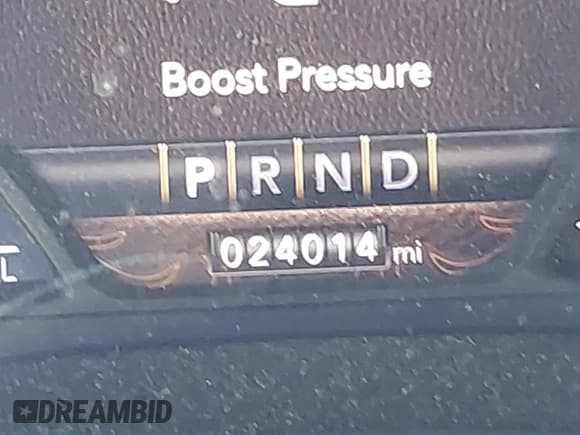 Boost Pressure
P R N D
024014 mi
L
DREAMBID